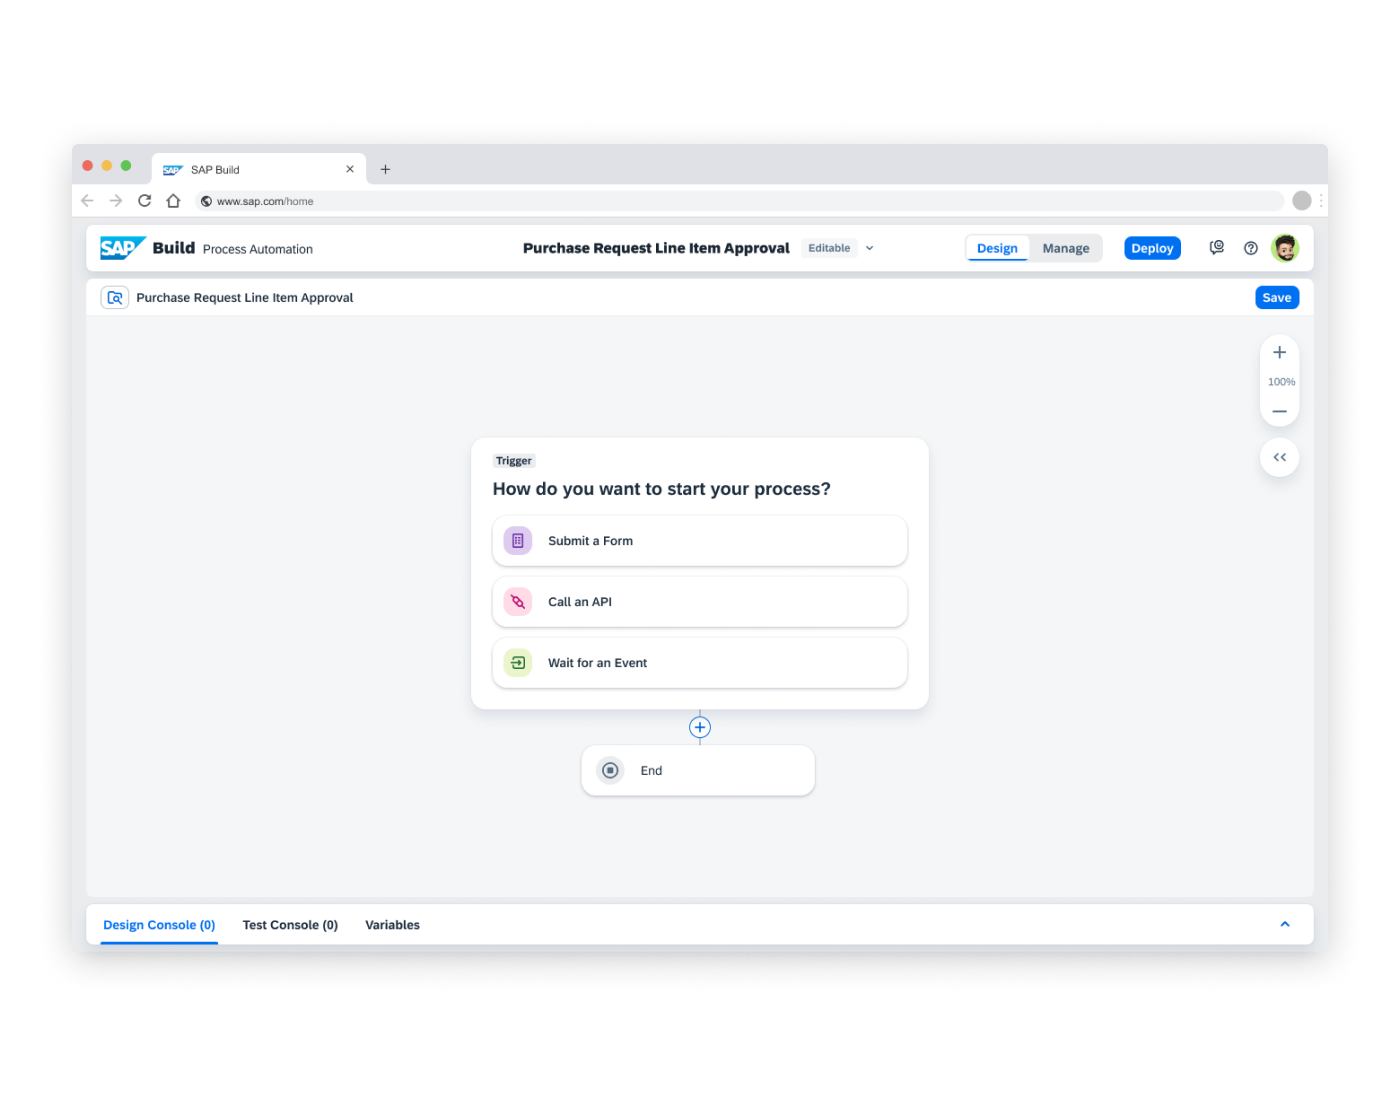 SAP SAP Build
www.sap.com/home
SAP Build Process Automation
Purchase Request Line Item Approval Editable
Design Manage Deploy
Purchase Request Line Item Approval
Save
100%
Trigger
How do you want to start your process?
Submit a Form
Call an API
Wait for an Event
End
Design Console (0) Test Console (0) Variables